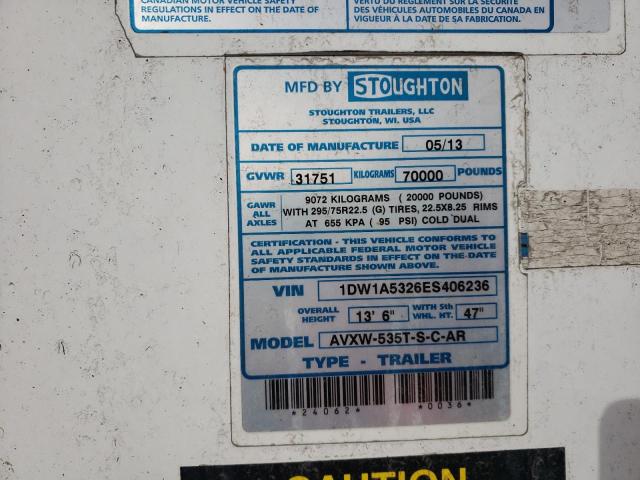 CANADIAN MOTOR VEHICLE SAFETY
REGULATIONS IN EFFECT ON THE DATE OF
MANUFACTURE.
VERTU DU RÈGLEMENT SUR LA SÉCURITÉ
DES VÉHICULES AUTOMOBILES DU CANADA EN
VIGUEUR À LA DATE DE SA FABRICATION.
MFD BY STOUGHTON
STOUGHTON TRAILERS, LLC
STOUGHTON, WI. USA
DATE OF MANUFACTURE 05/13
GVWR 31751 KILOGRAMS 70000 POUNDS
GAWR ALL AXLES
9072 KILOGRAMS ( 20000 POUNDS)
WITH 295/75R22.5 (G) TIRES, 22.5X8.25 RIMS
AT 655 KPA ( 95 PSI) COLD DUAL
CERTIFICATION - THIS VEHICLE CONFORMS TO
ALL APPLICABLE FEDERAL MOTOR VEHICLE
SAFETY STANDARDS IN EFFECT ON THE DATE
OF MANUFACTURE SHOWN ABOVE.
VIN 1DW1A5326ES406236
OVERALL HEIGHT 13' 6" WITH 5th WHL. HT. 47"
MODEL AVXW-535T-S-C-AR
TYPE - TRAILER
*24062* *0036*
CAUTION